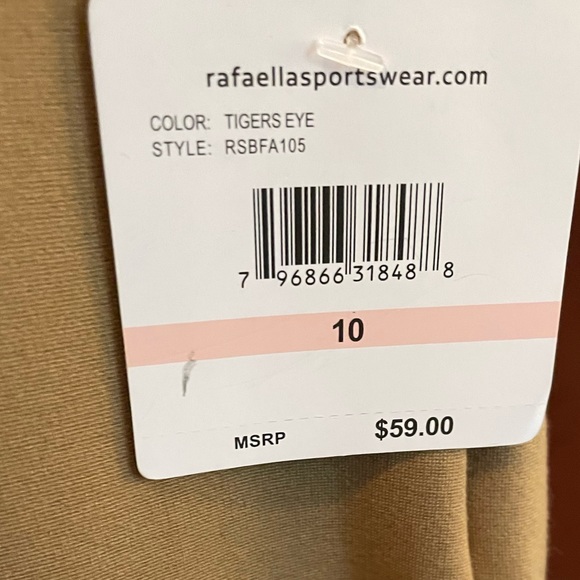 rafaellasportswear.com
COLOR: TIGERS EYE
STYLE: RSBFA105
7 96866 31848 8
10
MSRP $59.00